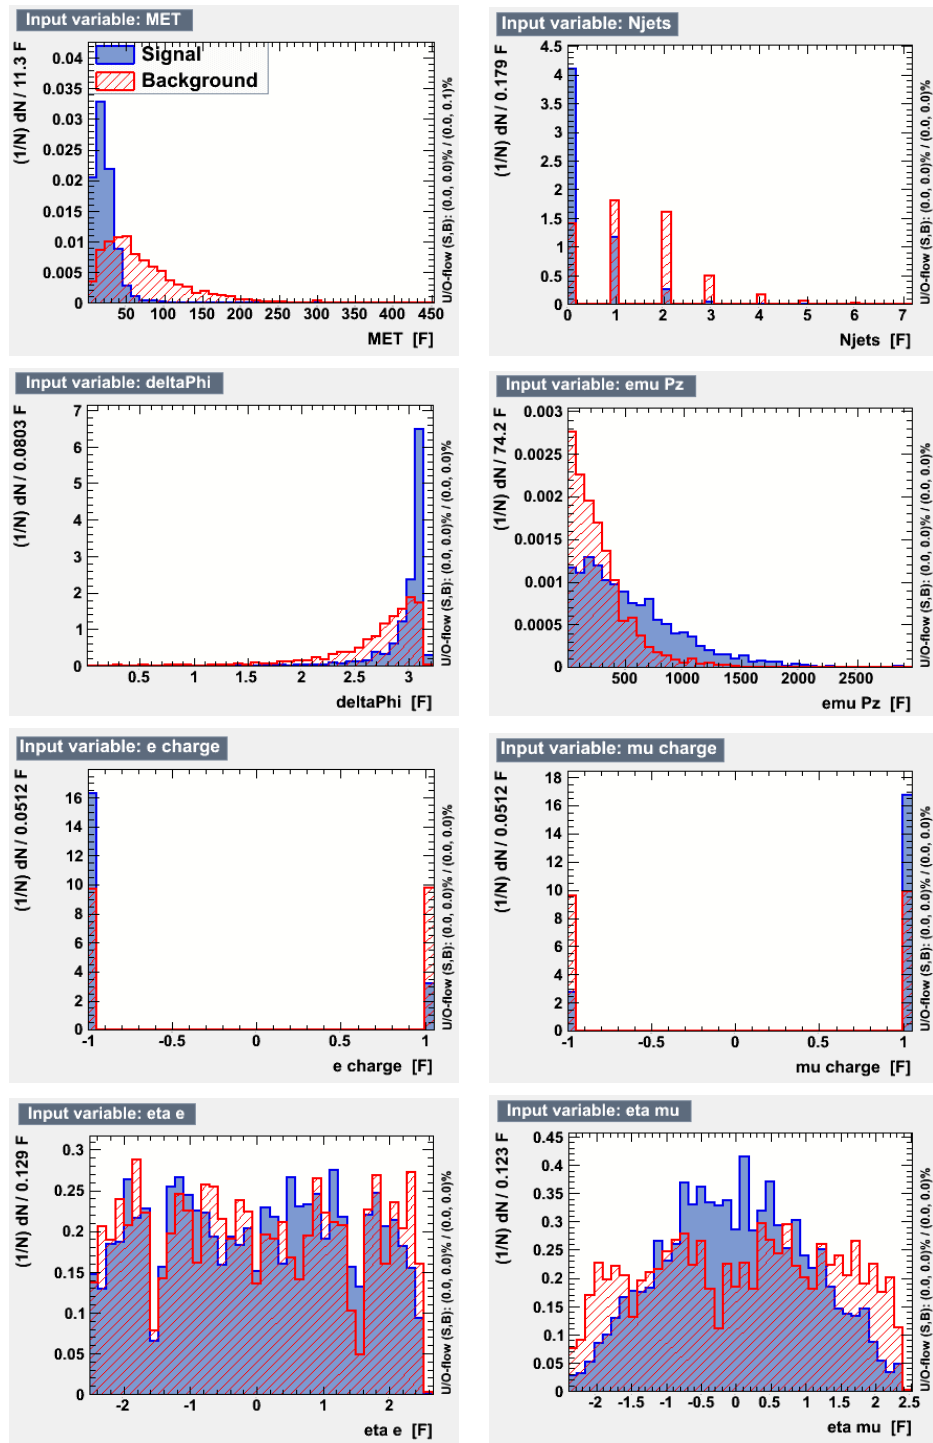 Input variable: MET
(1/N) dN / 11.3 F
0.04
0.035
0.03
0.025
0.02
0.015
0.01
0.005
0
Signal
Background
50 100 150 200 250 300 350 400 450
MET [F]
U/O-flow (S,B): (0.0, 0.0)% / (0.0, 0.1)%
Input variable: Njets
(1/N) dN / 0.179 F
4.5
4
3.5
3
2.5
2
1.5
1
0.5
0
0 1 2 3 4 5 6 7
Njets [F]
U/O-flow (S,B): (0.0, 0.0)% / (0.0, 0.0)%
Input variable: deltaPhi
(1/N) dN / 0.0803 F
7
6
5
4
3
2
1
0
0.5 1 1.5 2 2.5 3
deltaPhi [F]
U/O-flow (S,B): (0.0, 0.0)% / (0.0, 0.0)%
Input variable: emu Pz
(1/N) dN / 74.2 F
0.003
0.0025
0.002
0.0015
0.001
0.0005
0
500 1000 1500 2000 2500
emu Pz [F]
U/O-flow (S,B): (0.0, 0.0)% / (0.0, 0.0)%
Input variable: e charge
(1/N) dN / 0.0512 F
16
14
12
10
8
6
4
2
0
-1 -0.5 0 0.5 1
e charge [F]
U/O-flow (S,B): (0.0, 0.0)% / (0.0, 0.0)%
Input variable: mu charge
(1/N) dN / 0.0512 F
18
16
14
12
10
8
6
4
2
0
-1 -0.5 0 0.5 1
mu charge [F]
U/O-flow (S,B): (0.0, 0.0)% / (0.0, 0.0)%
Input variable: eta e
(1/N) dN / 0.129 F
0.3
0.25
0.2
0.15
0.1
0.05
0
-2 -1 0 1 2
eta e [F]
U/O-flow (S,B): (0.0, 0.0)% / (0.0, 0.0)%
Input variable: eta mu
(1/N) dN / 0.123 F
0.45
0.4
0.35
0.3
0.25
0.2
0.15
0.1
0.05
0
-2 -1.5 -1 -0.5 0 0.5 1 1.5 2 2.5
eta mu [F]
U/O-flow (S,B): (0.0, 0.0)% / (0.0, 0.0)%